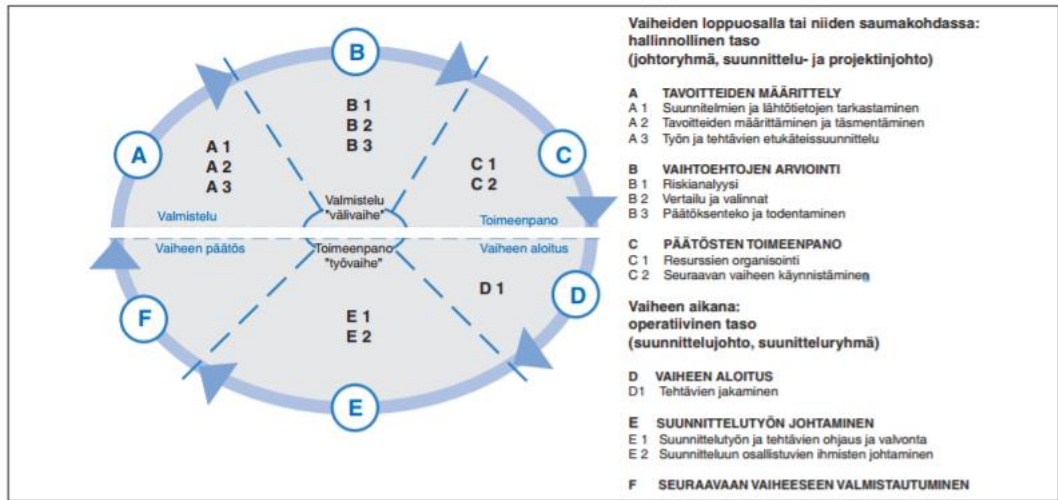 B
A
C
B 1
B 2
B 3
A 1
A 2
A 3
C 1
C 2
Valmistelu
Valmistelu
"välivaihe"
Toimeenpano
Vaiheen päätös
Toimeenpano
"työvaihe"
Vaiheen aloitus
D 1
D
F
E 1
E 2
E
Vaiheiden loppuosalla tai niiden saumakohdassa:
hallinnollinen taso
(johtoryhmä, suunnittelu- ja projektinjohto)
A TAVOITTEIDEN MÄÄRITTELY
A 1 Suunnitelmien ja lähtötietojen tarkastaminen
A 2 Tavoitteiden määrittäminen ja täsmentäminen
A 3 Työn ja tehtävien etukäteissuunnittelu
B VAIHTOEHTOJEN ARVIOINTI
B 1 Riskianalyysi
B 2 Vertailu ja valinnat
B 3 Päätöksenteko ja todentaminen
C PÄÄTÖSTEN TOIMEENPANO
C 1 Resurssien organisointi
C 2 Seuraavan vaiheen käynnistäminen
Vaiheen aikana:
operatiivinen taso
(suunnittelujohto, suunitteluryhmä)
D VAIHEEN ALOITUS
D1 Tehtävien jakaminen
E SUUNNITTELUTYÖN JOHTAMINEN
E 1 Suunnittelutyön ja tehtävien ohjaus ja valvonta
E 2 Suunnitteluun osallistuvien ihmisten johtaminen
F SEURAAVAAN VAIHEESEEN VALMISTAUTUMINEN